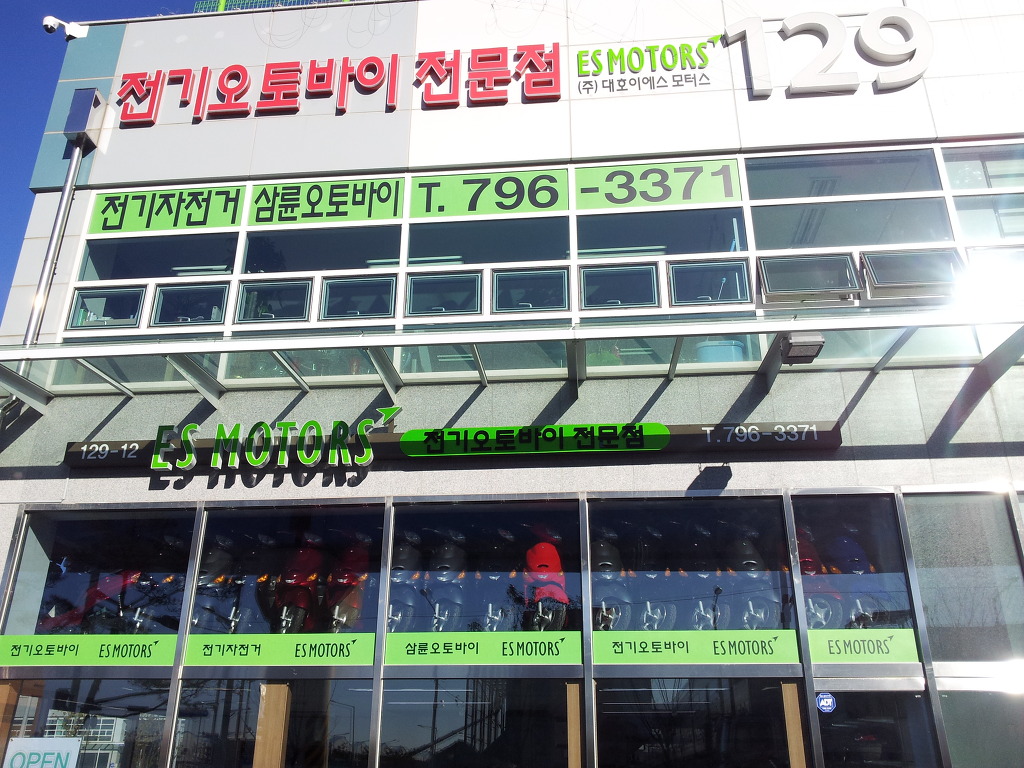 전기오토바이 전문점 ES MOTORS 129
(주) 대호이에스 모터스
전기자전거 삼륜오토바이 T. 796-3371
129-12 ES MOTORS 전기오토바이 전문점 T.796-3371
전기오토바이 ES MOTORS 전기자전거 ES MOTORS 삼륜오토바이 ES MOTORS 전기오토바이 ES MOTORS ES MOTORS
ADT
OPEN